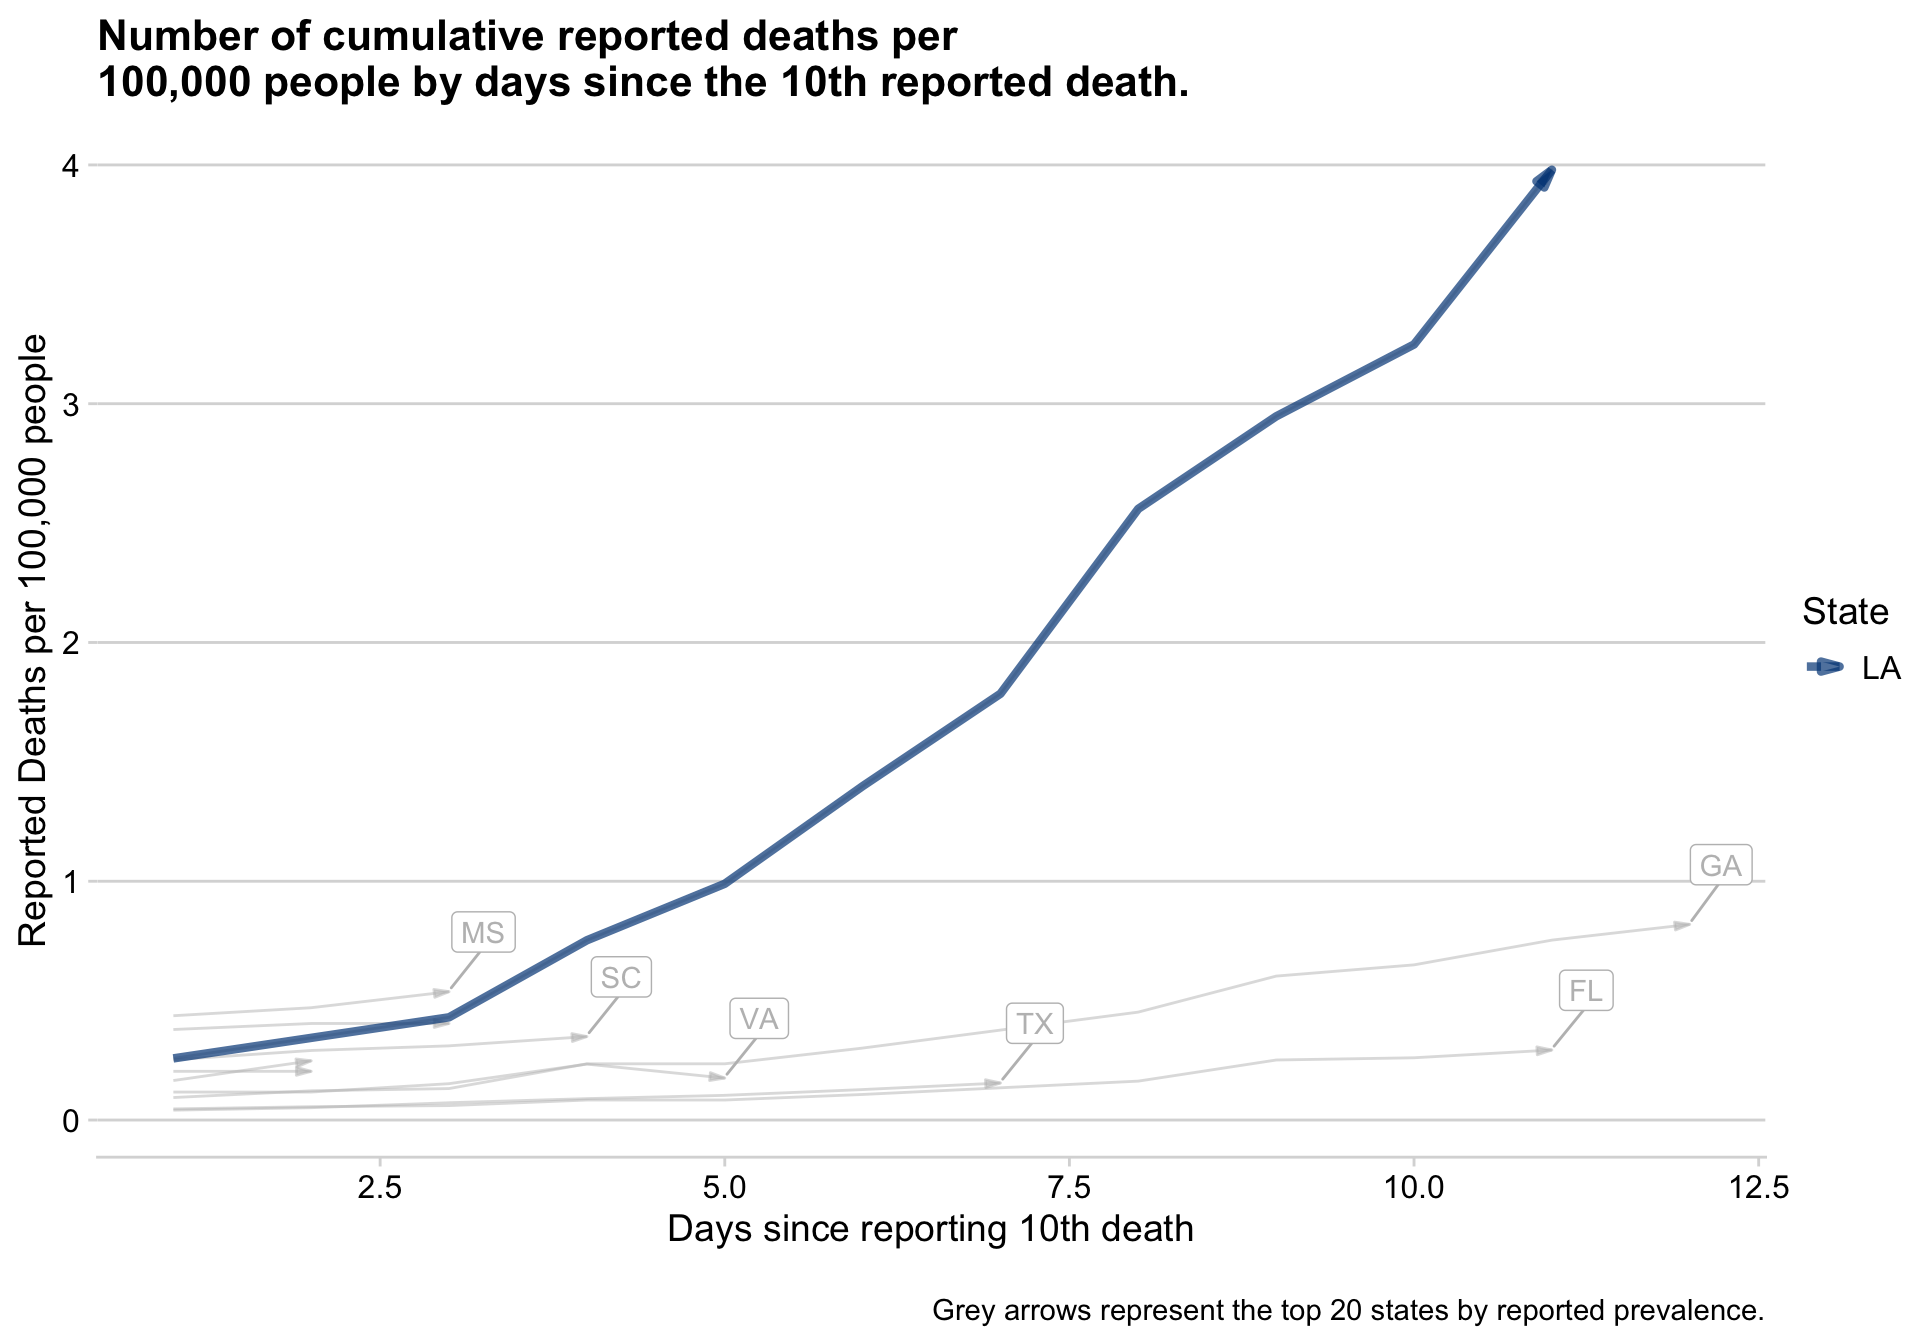 Number of cumulative reported deaths per
100,000 people by days since the 10th reported death.
Reported Deaths per 100,000 people
4
3
2
1
0
MS
SC
VA
TX
GA
FL
State
LA
2.5 5.0 7.5 10.0 12.5
Days since reporting 10th death
Grey arrows represent the top 20 states by reported prevalence.